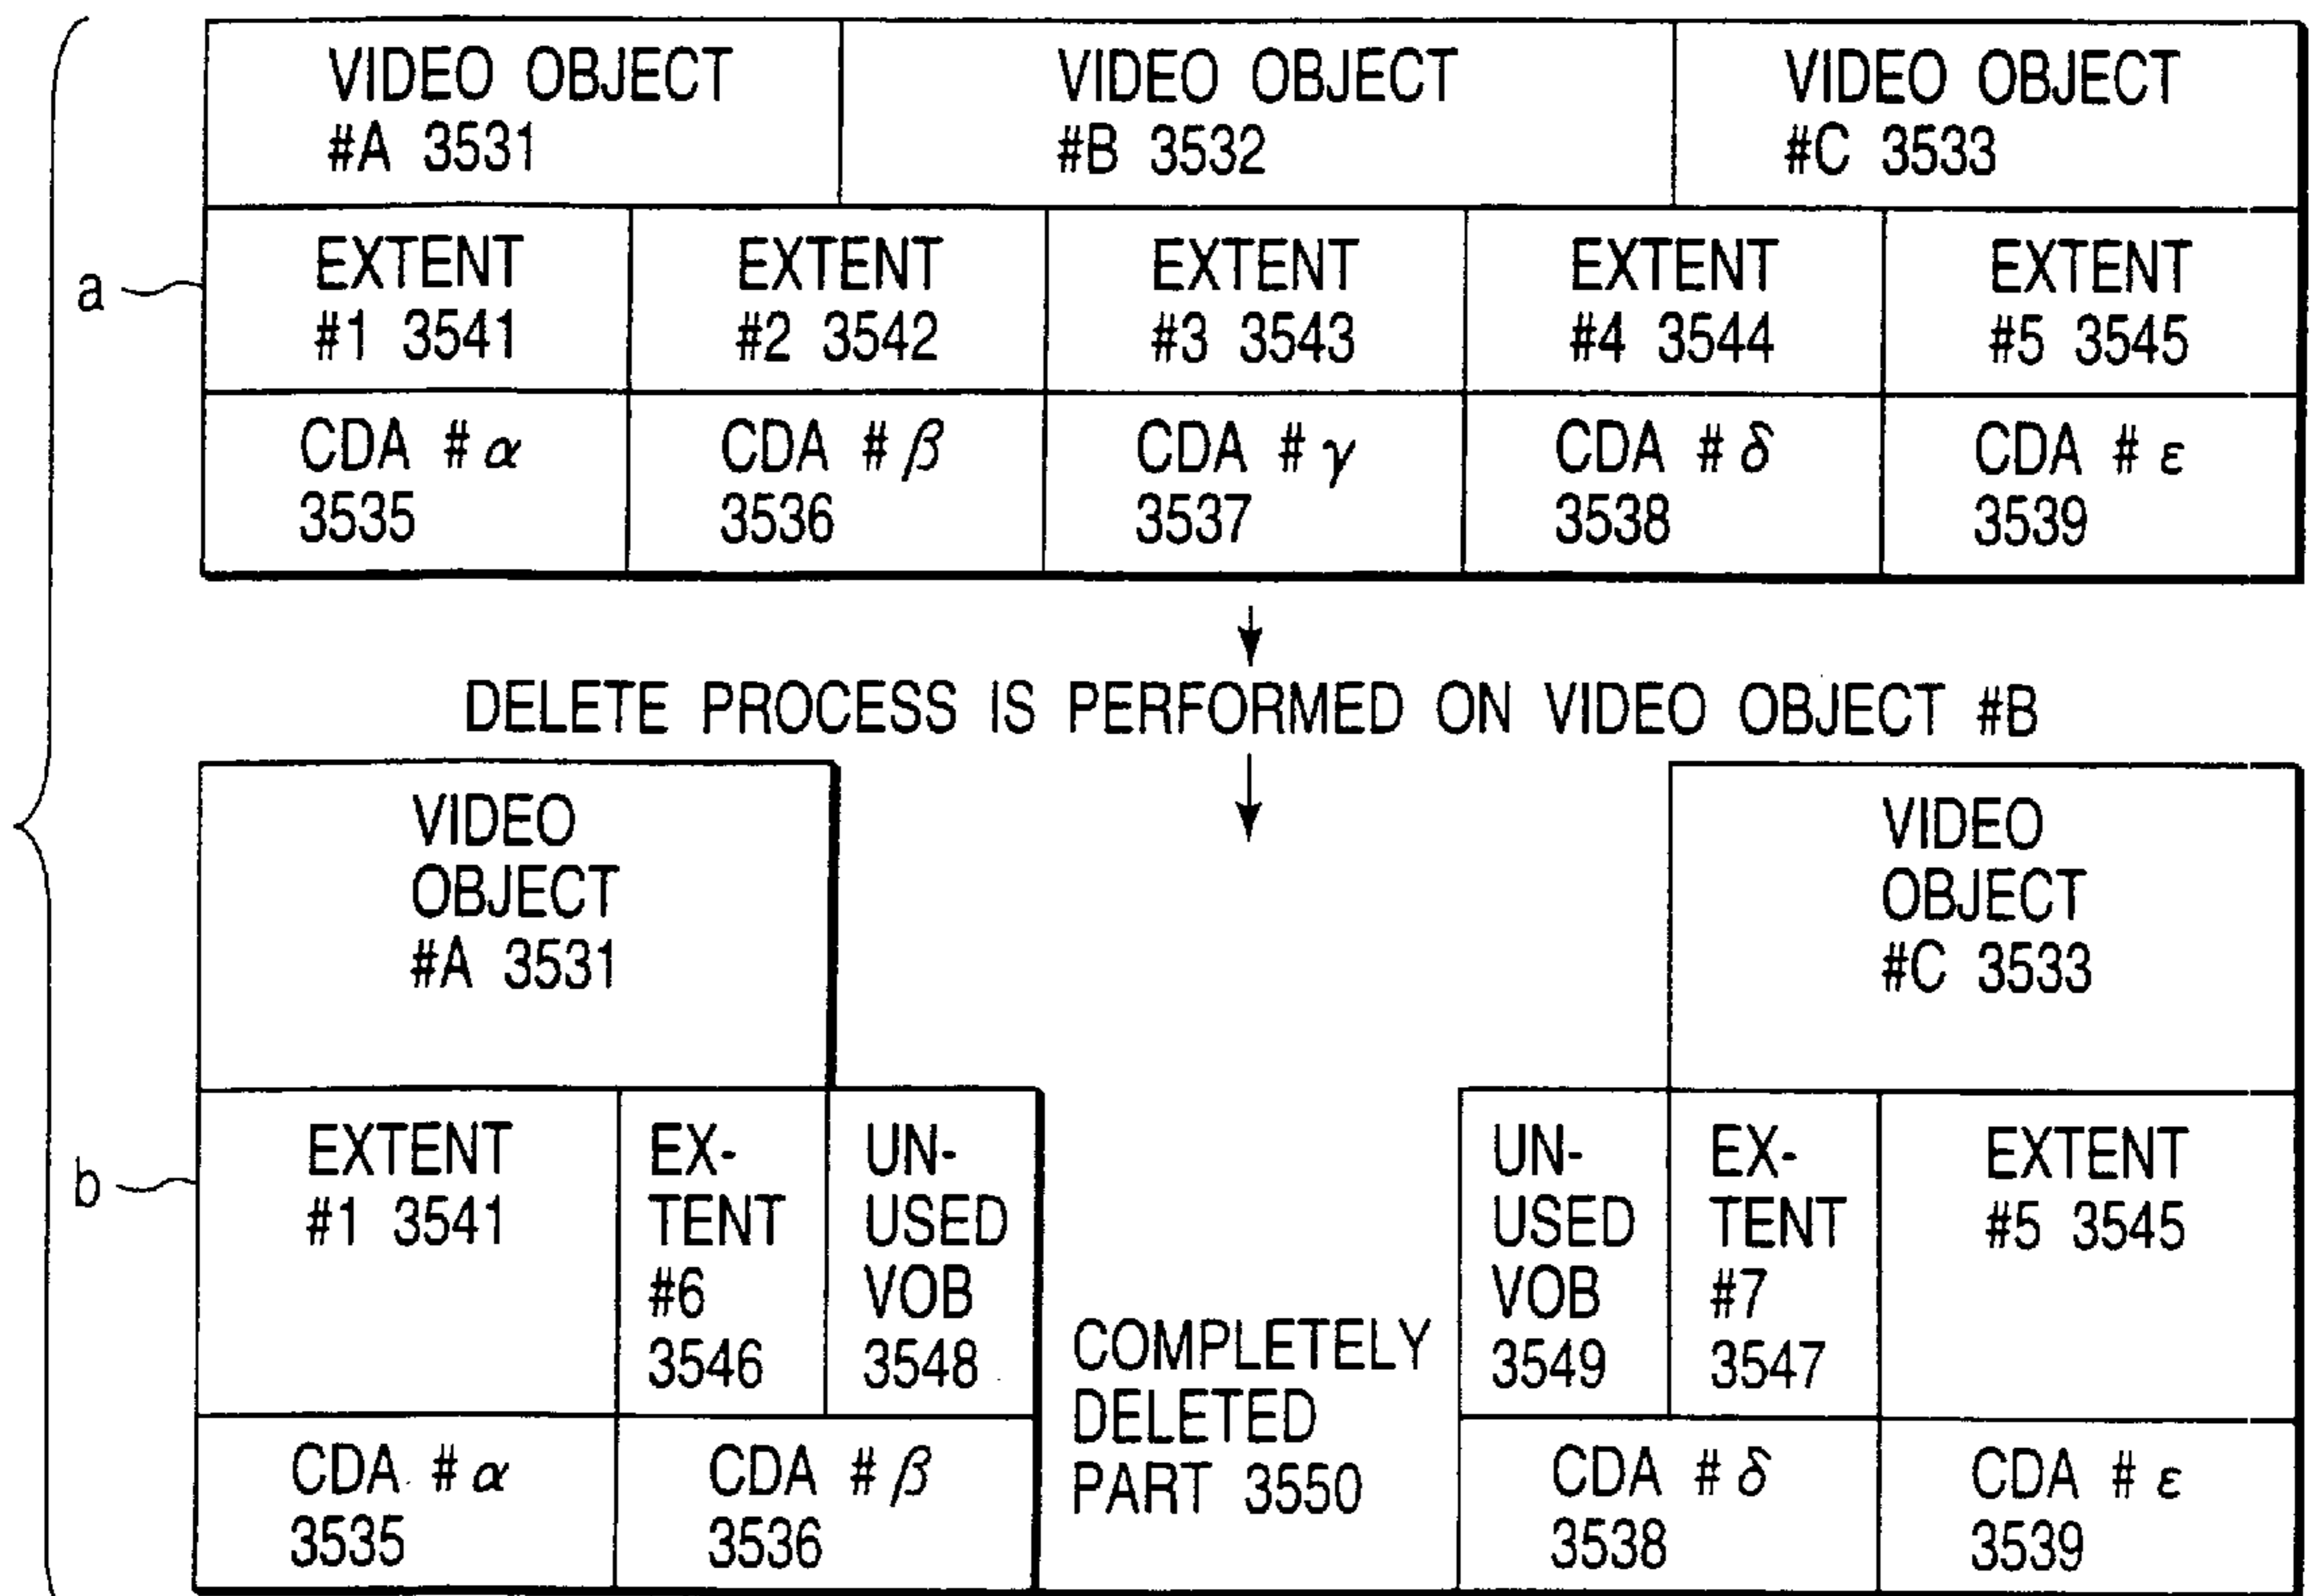 VIDEO OBJECT
#A 3531
VIDEO OBJECT
#B 3532
VIDEO OBJECT
#C 3533
a
EXTENT
#1 3541
EXTENT
#2 3542
EXTENT
#3 3543
EXTENT
#4 3544
EXTENT
#5 3545
CDA #α
3535
CDA #β
3536
CDA #γ
3537
CDA #δ
3538
CDA #ε
3539
DELETE PROCESS IS PERFORMED ON VIDEO OBJECT #B
VIDEO
OBJECT
#A 3531
VIDEO
OBJECT
#C 3533
b
EXTENT
#1 3541
EX-
TENT
#6
3546
UN-
USED
VOB
3548
COMPLETELY
DELETED
PART 3550
UN-
USED
VOB
3549
EX-
TENT
#7
3547
EXTENT
#5 3545
CDA #α
3535
CDA #β
3536
CDA #δ
3538
CDA #ε
3539